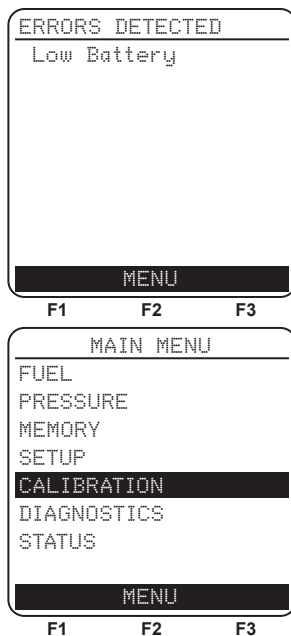 ERRORS DETECTED
Low Battery
MENU
F1 F2 F3
MAIN MENU
FUEL
PRESSURE
MEMORY
SETUP
CALIBRATION
DIAGNOSTICS
STATUS
MENU
F1 F2 F3